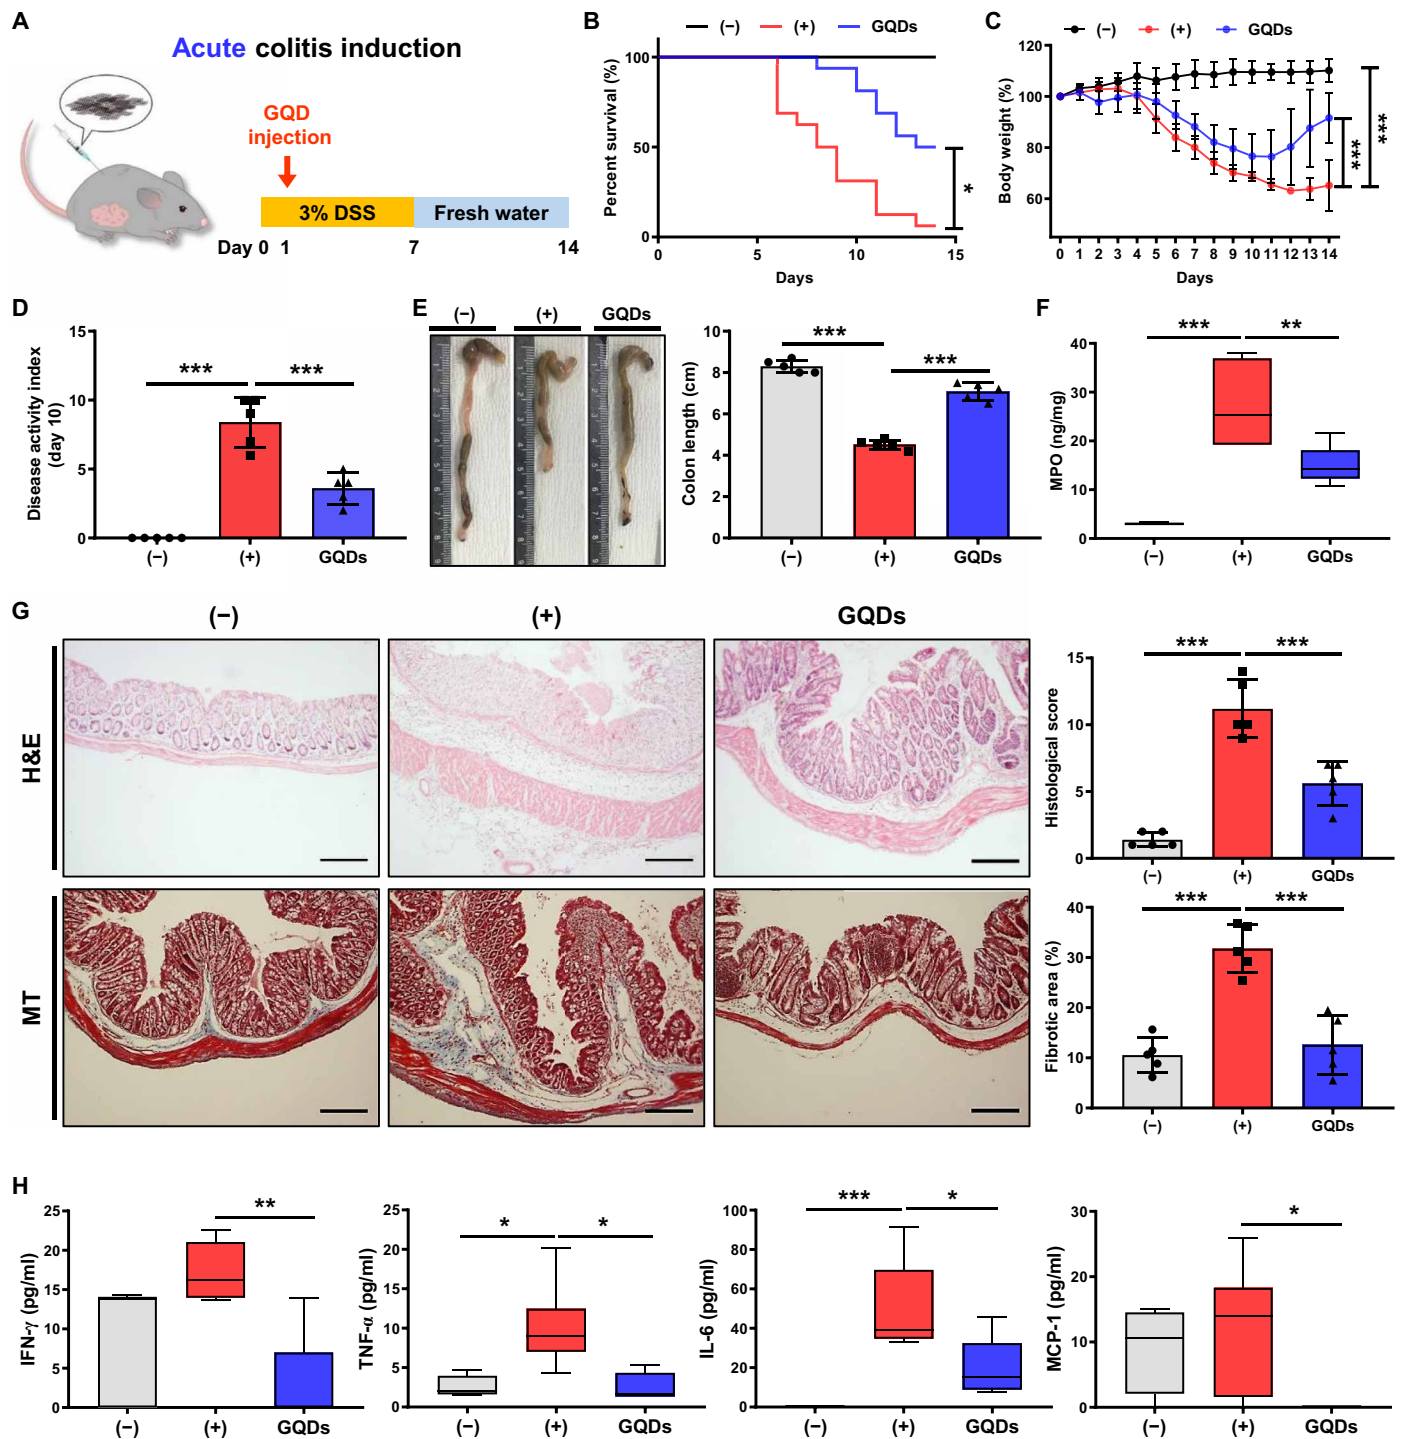 A
Acute colitis induction
GQD
injection
3% DSS
Fresh water
Day 0 1 7 14
B
(−) (+) GQDs
Percent survival (%)
100
50
0
0 5 10 15
Days
*
C
(−) (+) GQDs
Body weight (%)
120
100
80
60
0 1 2 3 4 5 6 7 8 9 10 11 12 13 14
Days
***
***
D
Disease activity index
(day 10)
15
10
5
0
*** ***
(−) (+) GQDs
E
(−) (+) GQDs
Colon length (cm)
10
8
6
4
2
0
***
***
(−) (+) GQDs
F
MPO (ng/mg)
40
30
20
10
0
*** **
(−) (+) GQDs
G
(−) (+) GQDs
H&E
MT
Histological score
15
10
5
0
*** ***
(−) (+) GQDs
Fibrotic area (%)
40
30
20
10
0
*** ***
(−) (+) GQDs
H
IFN-γ (pg/ml)
25
20
15
10
5
0
**
(−) (+) GQDs
TNF-α (pg/ml)
25
20
15
10
5
0
* *
(−) (+) GQDs
IL-6 (pg/ml)
100
80
60
40
20
0
*** *
(−) (+) GQDs
MCP-1 (pg/ml)
30
20
10
0
*
(−) (+) GQDs